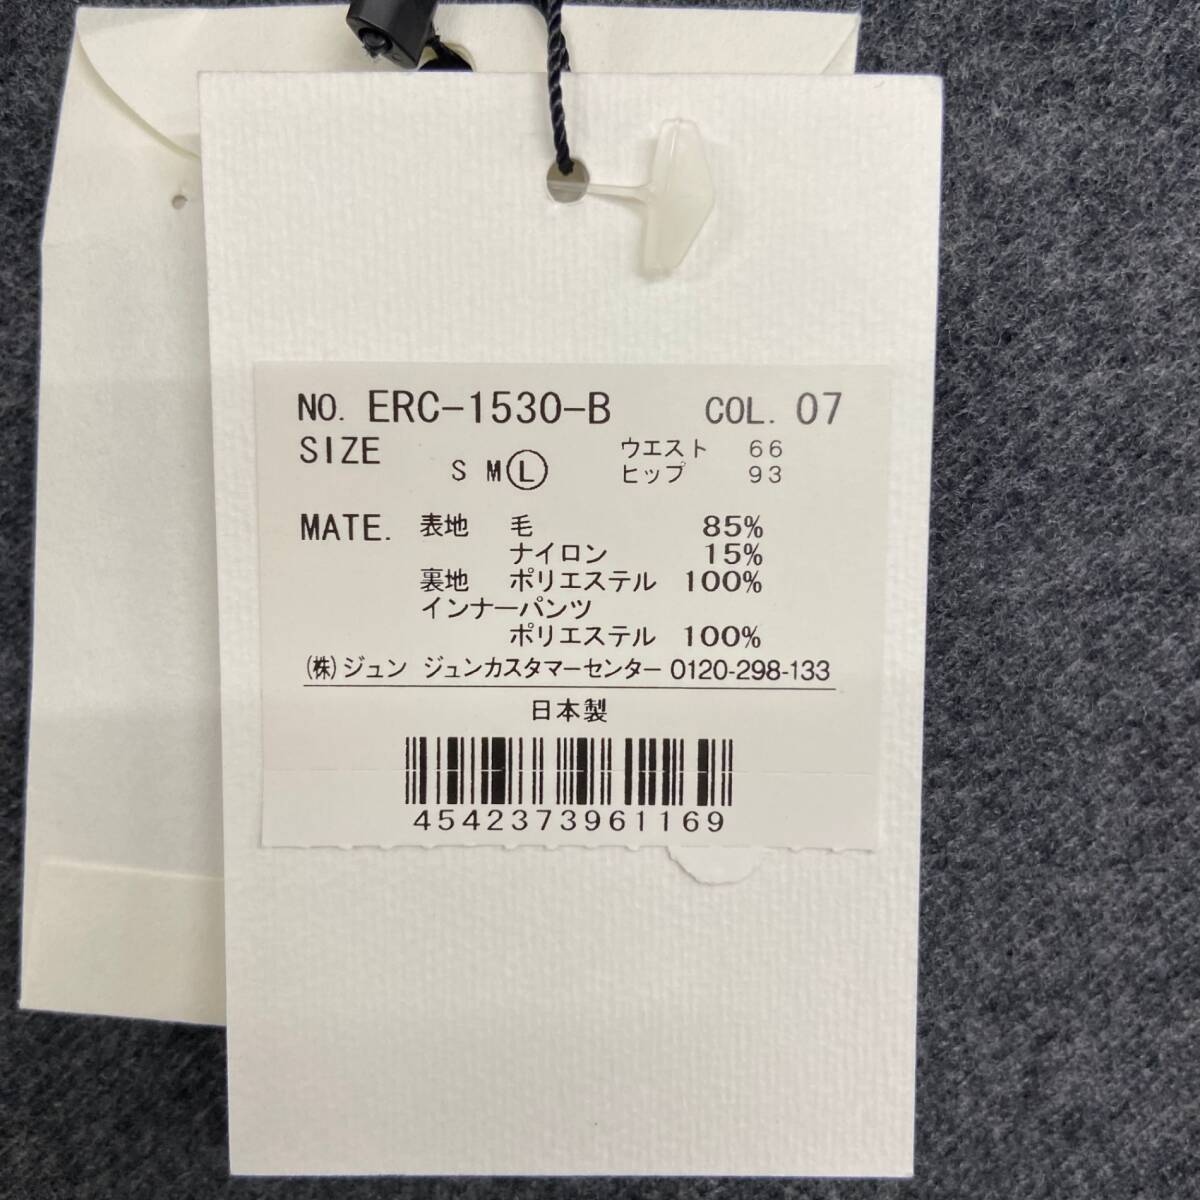 NO. ERC-1530-B COL. 07
SIZE S M L ウエスト 66
ヒップ 93
MATE. 表地 毛 85%
ナイロン 15%
裏地 ポリエステル 100%
インナーパンツ
ポリエステル 100%
(株)ジュン ジュンカスタマーセンター 0120-298-133
日本製
4542373961169